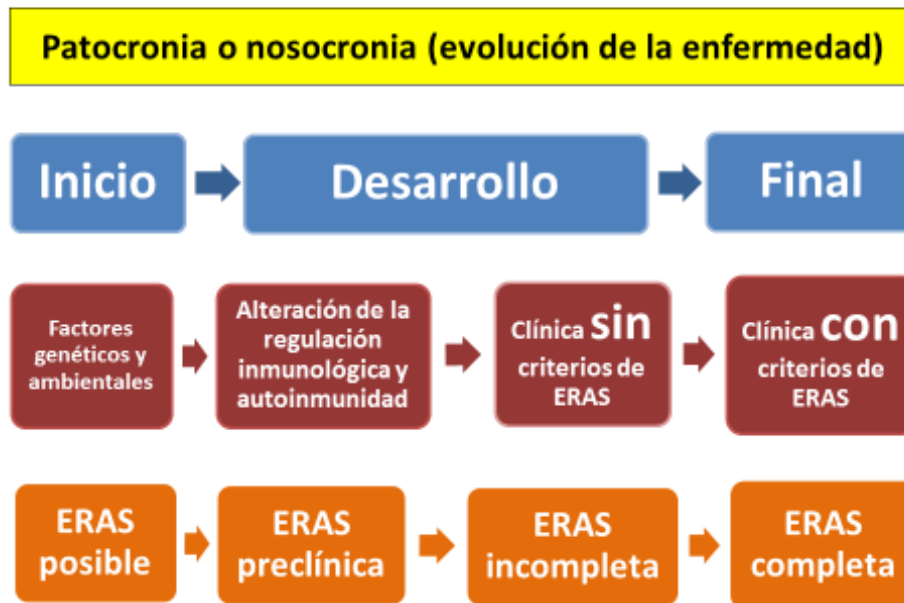 Patocronia o nosocronia (evolución de la enfermedad)
Inicio
Desarrollo
Final
Factores
genéticos y
ambientales
Alteración de la
regulación
inmunológica y
autoinmunidad
Clínica sin
criterios de
ERAS
Clínica con
criterios de
ERAS
ERAS
posible
ERAS
preclínica
ERAS
incompleta
ERAS
completa